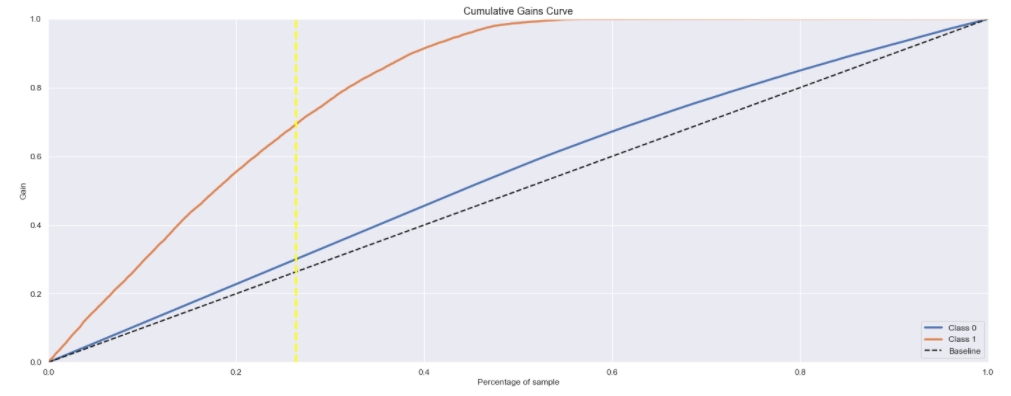 Cumulative Gains Curve
1.0
0.8
0.6
0.4
0.2
0.0
Gain
0.0 0.2 0.4 0.6 0.8 1.0
Percentage of sample
Class 0
Class 1
Baseline